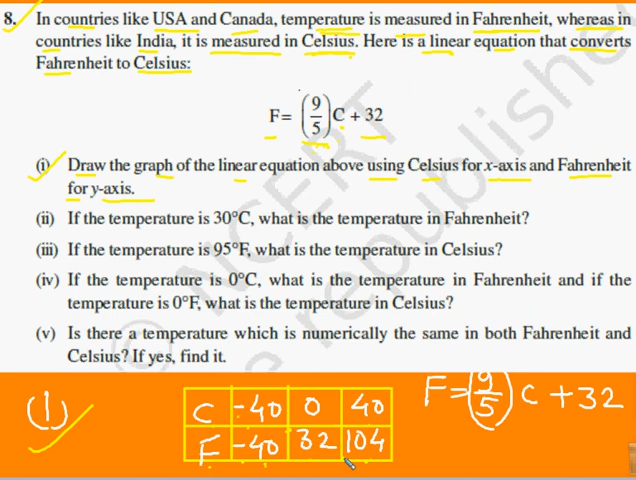 8. In countries like USA and Canada, temperature is measured in Fahrenheit, whereas in
countries like India, it is measured in Celsius. Here is a linear equation that converts
Fahrenheit to Celsius:
F = (9/5) C + 32
(i) Draw the graph of the linear equation above using Celsius for x-axis and Fahrenheit
for y-axis.
(ii) If the temperature is 30°C, what is the temperature in Fahrenheit?
(iii) If the temperature is 95°F, what is the temperature in Celsius?
(iv) If the temperature is 0°C, what is the temperature in Fahrenheit and if the
temperature is 0°F, what is the temperature in Celsius?
(v) Is there a temperature which is numerically the same in both Fahrenheit and
Celsius? If yes, find it.
(i)
C -40 0 40
F -40 32 104
F = (9/5) C + 32
© NCERT
be republished